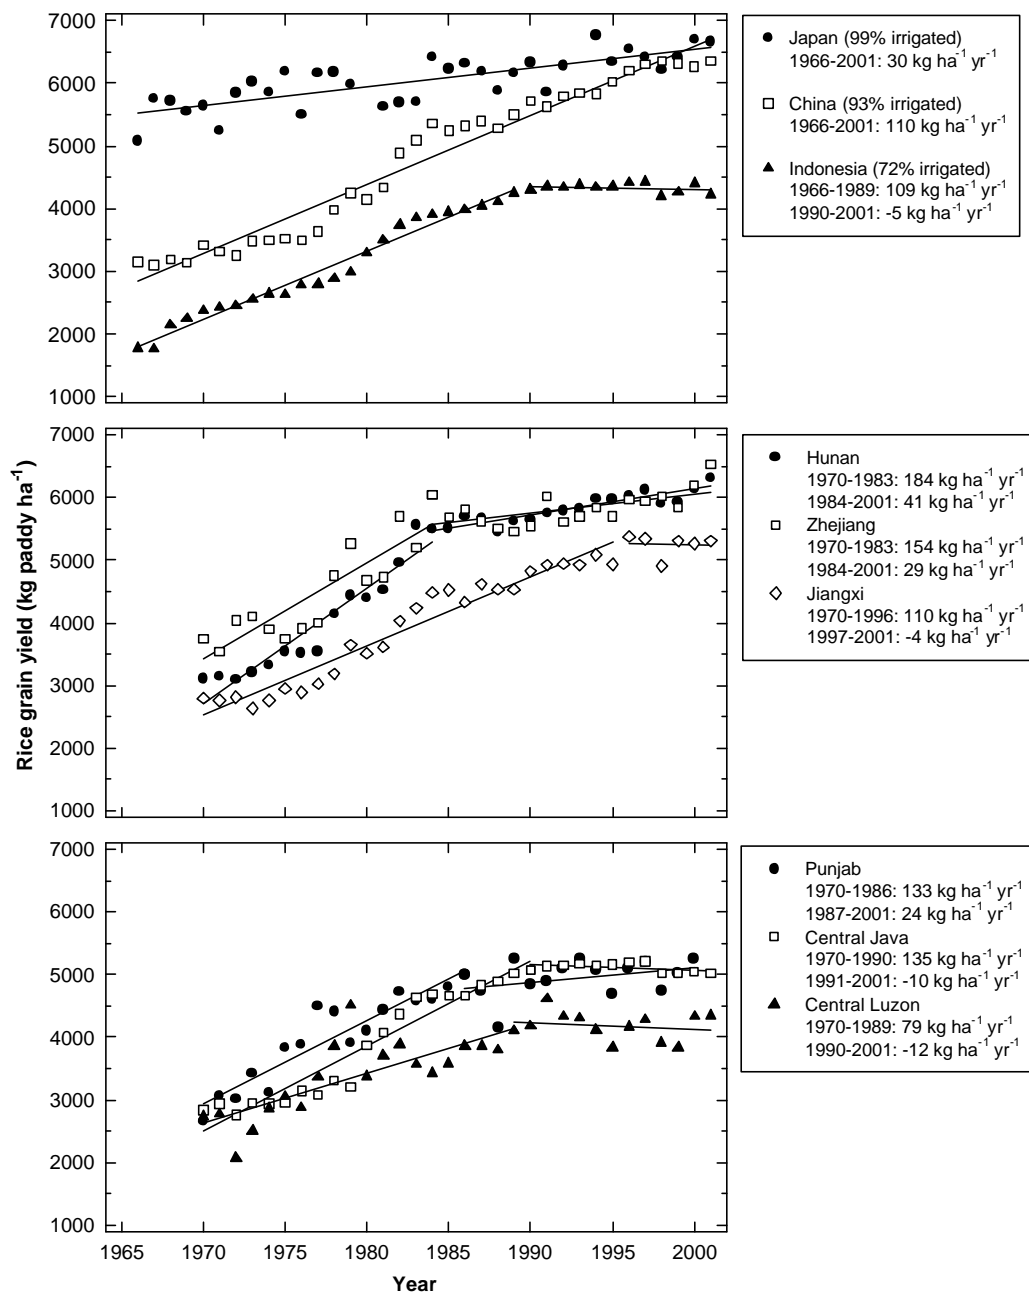 7000
6000
5000
4000
3000
2000
1000
Japan (99% irrigated)
1966-2001: 30 kg ha⁻¹ yr⁻¹
China (93% irrigated)
1966-2001: 110 kg ha⁻¹ yr⁻¹
Indonesia (72% irrigated)
1966-1989: 109 kg ha⁻¹ yr⁻¹
1990-2001: -5 kg ha⁻¹ yr⁻¹
Rice grain yield (kg paddy ha⁻¹)
7000
6000
5000
4000
3000
2000
1000
Hunan
1970-1983: 184 kg ha⁻¹ yr⁻¹
1984-2001: 41 kg ha⁻¹ yr⁻¹
Zhejiang
1970-1983: 154 kg ha⁻¹ yr⁻¹
1984-2001: 29 kg ha⁻¹ yr⁻¹
Jiangxi
1970-1996: 110 kg ha⁻¹ yr⁻¹
1997-2001: -4 kg ha⁻¹ yr⁻¹
7000
6000
5000
4000
3000
2000
1000
Punjab
1970-1986: 133 kg ha⁻¹ yr⁻¹
1987-2001: 24 kg ha⁻¹ yr⁻¹
Central Java
1970-1990: 135 kg ha⁻¹ yr⁻¹
1991-2001: -10 kg ha⁻¹ yr⁻¹
Central Luzon
1970-1989: 79 kg ha⁻¹ yr⁻¹
1990-2001: -12 kg ha⁻¹ yr⁻¹
1965 1970 1975 1980 1985 1990 1995 2000
Year